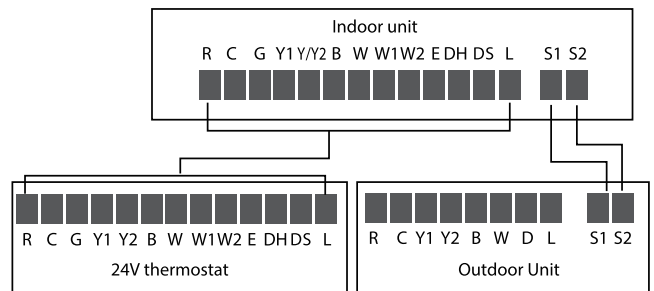 Indoor unit
R C G Y1 Y/Y2 B W W1 W2 E DH DS L S1 S2
R C G Y1 Y2 B W W1 W2 E DH DS L
24V thermostat
R C Y1 Y2 B W D L S1 S2
Outdoor Unit